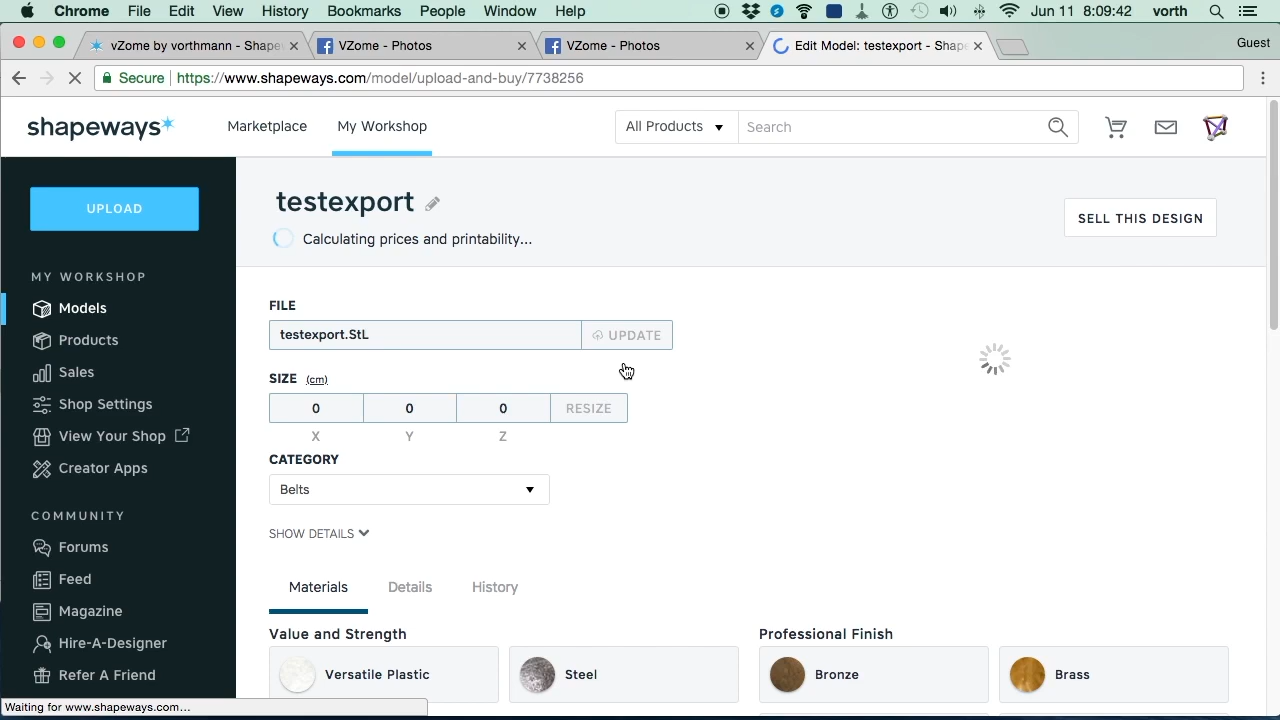 Chrome File Edit View History Bookmarks People Window Help Jun 11 8:09:42 vorth
vZome by vorthmann - Shape VZome - Photos VZome - Photos Edit Model: testexport - Shape Guest
Secure https://www.shapeways.com/model/upload-and-buy/7738256
shapeways Marketplace My Workshop All Products Search
UPLOAD
MY WORKSHOP
Models
Products
Sales
Shop Settings
View Your Shop
Creator Apps
COMMUNITY
Forums
Feed
Magazine
Hire-A-Designer
Refer A Friend
testexport
Calculating prices and printability...
SELL THIS DESIGN
FILE
testexport.StL UPDATE
SIZE (cm)
0 0 0 RESIZE
X Y Z
CATEGORY
Belts
SHOW DETAILS
Materials Details History
Value and Strength Professional Finish
Versatile Plastic Steel Bronze Brass
Waiting for www.shapeways.com...